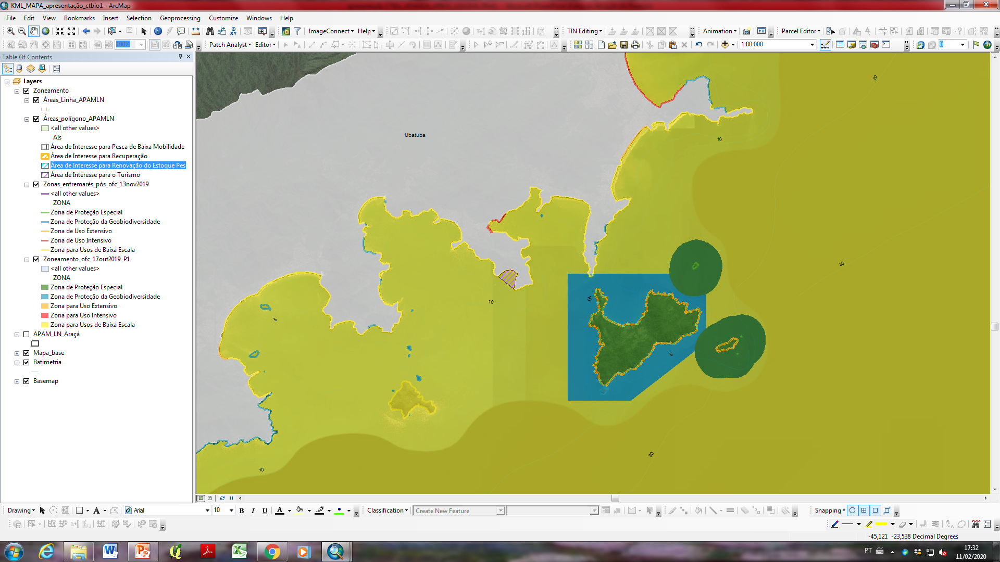 KML_MAPA_apresentação_ctbio1 - ArcMap
File Edit View Bookmarks Insert Selection Geoprocessing Customize Windows Help
ImageConnect Help TIN Editing Animation Parcel Editor
100% Patch Analyst Editor 1:80.000 0
Table Of Contents
Layers
Zoneamento
Áreas_Linha_APAMLN
Áreas_polígono_APAMLN
<all other values>
AIs
Área de Interesse para Pesca de Baixa Mobilidade
Área de Interesse para Recuperação
Área de Interesse para Renovação do Estoque Pes
Área de Interesse para o Turismo
Zonas_entremarés_pós_ofc_13nov2019
<all other values>
ZONA
Zona de Proteção Especial
Zona de Proteção da Geobiodiversidade
Zona de Uso Extensivo
Zona de Uso Intensivo
Zona para Usos de Baixa Escala
Zoneamento_ofc_17out2019_P1
<all other values>
ZONA
Zona de Proteção Especial
Zona de Proteção da Geobiodiversidade
Zona para Uso Extensivo
Zona para Uso Intensivo
Zona para Usos de Baixa Escala
APAM_LN_Araçá
Mapa_base
Batimetria
Basemap
20
Ubatuba
10
30
10
10
5
5
30
10
Drawing A Arial 10 B I U A Classification Create New Feature Snapping
-45,121 -23,538 Decimal Degrees
PT
17:32
11/02/2020